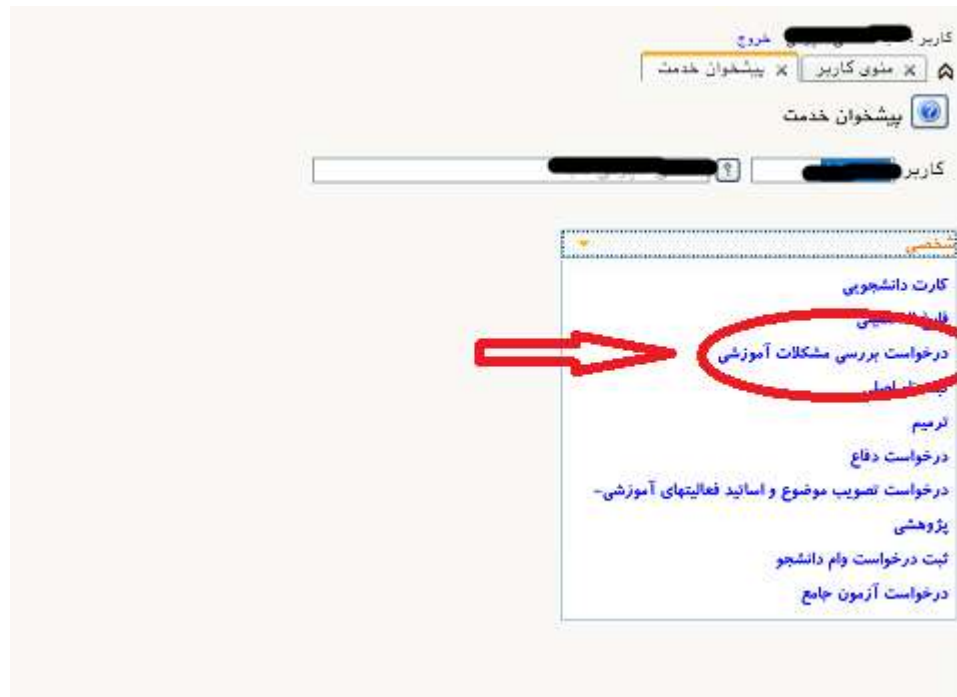 کاربر خروج
منوی کاربر پیشخوان خدمت
پیشخوان خدمت
کاربر
شخصی
کارت دانشجویی
درخواست بررسی مشکلات آموزشی
ترمیم
درخواست دفاع
درخواست تصویب موضوع و اساتید فعالیتهای آموزشی-
پژوهشی
ثبت درخواست وام دانشجو
درخواست آزمون جامع